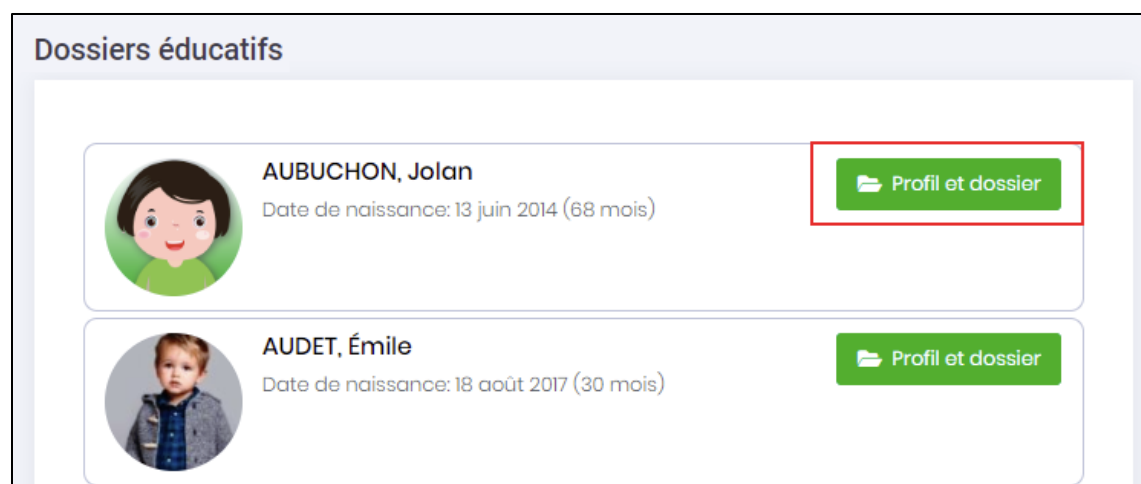 Dossiers éducatifs
AUBUCHON, Jolan
Profil et dossier
Date de naissance: 13 juin 2014 (68 mois)
AUDET, Émile
Profil et dossier
Date de naissance: 18 août 2017 (30 mois)